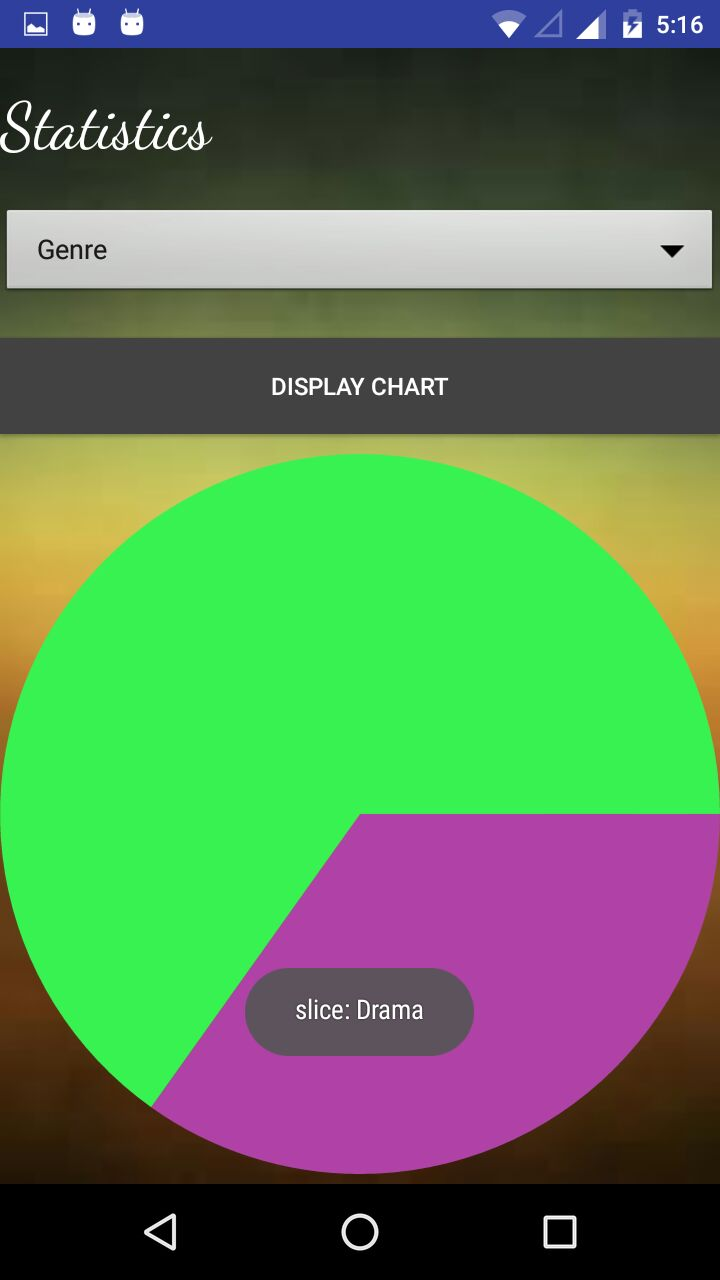 5:16
Statistics
Genre
DISPLAY CHART
slice: Drama